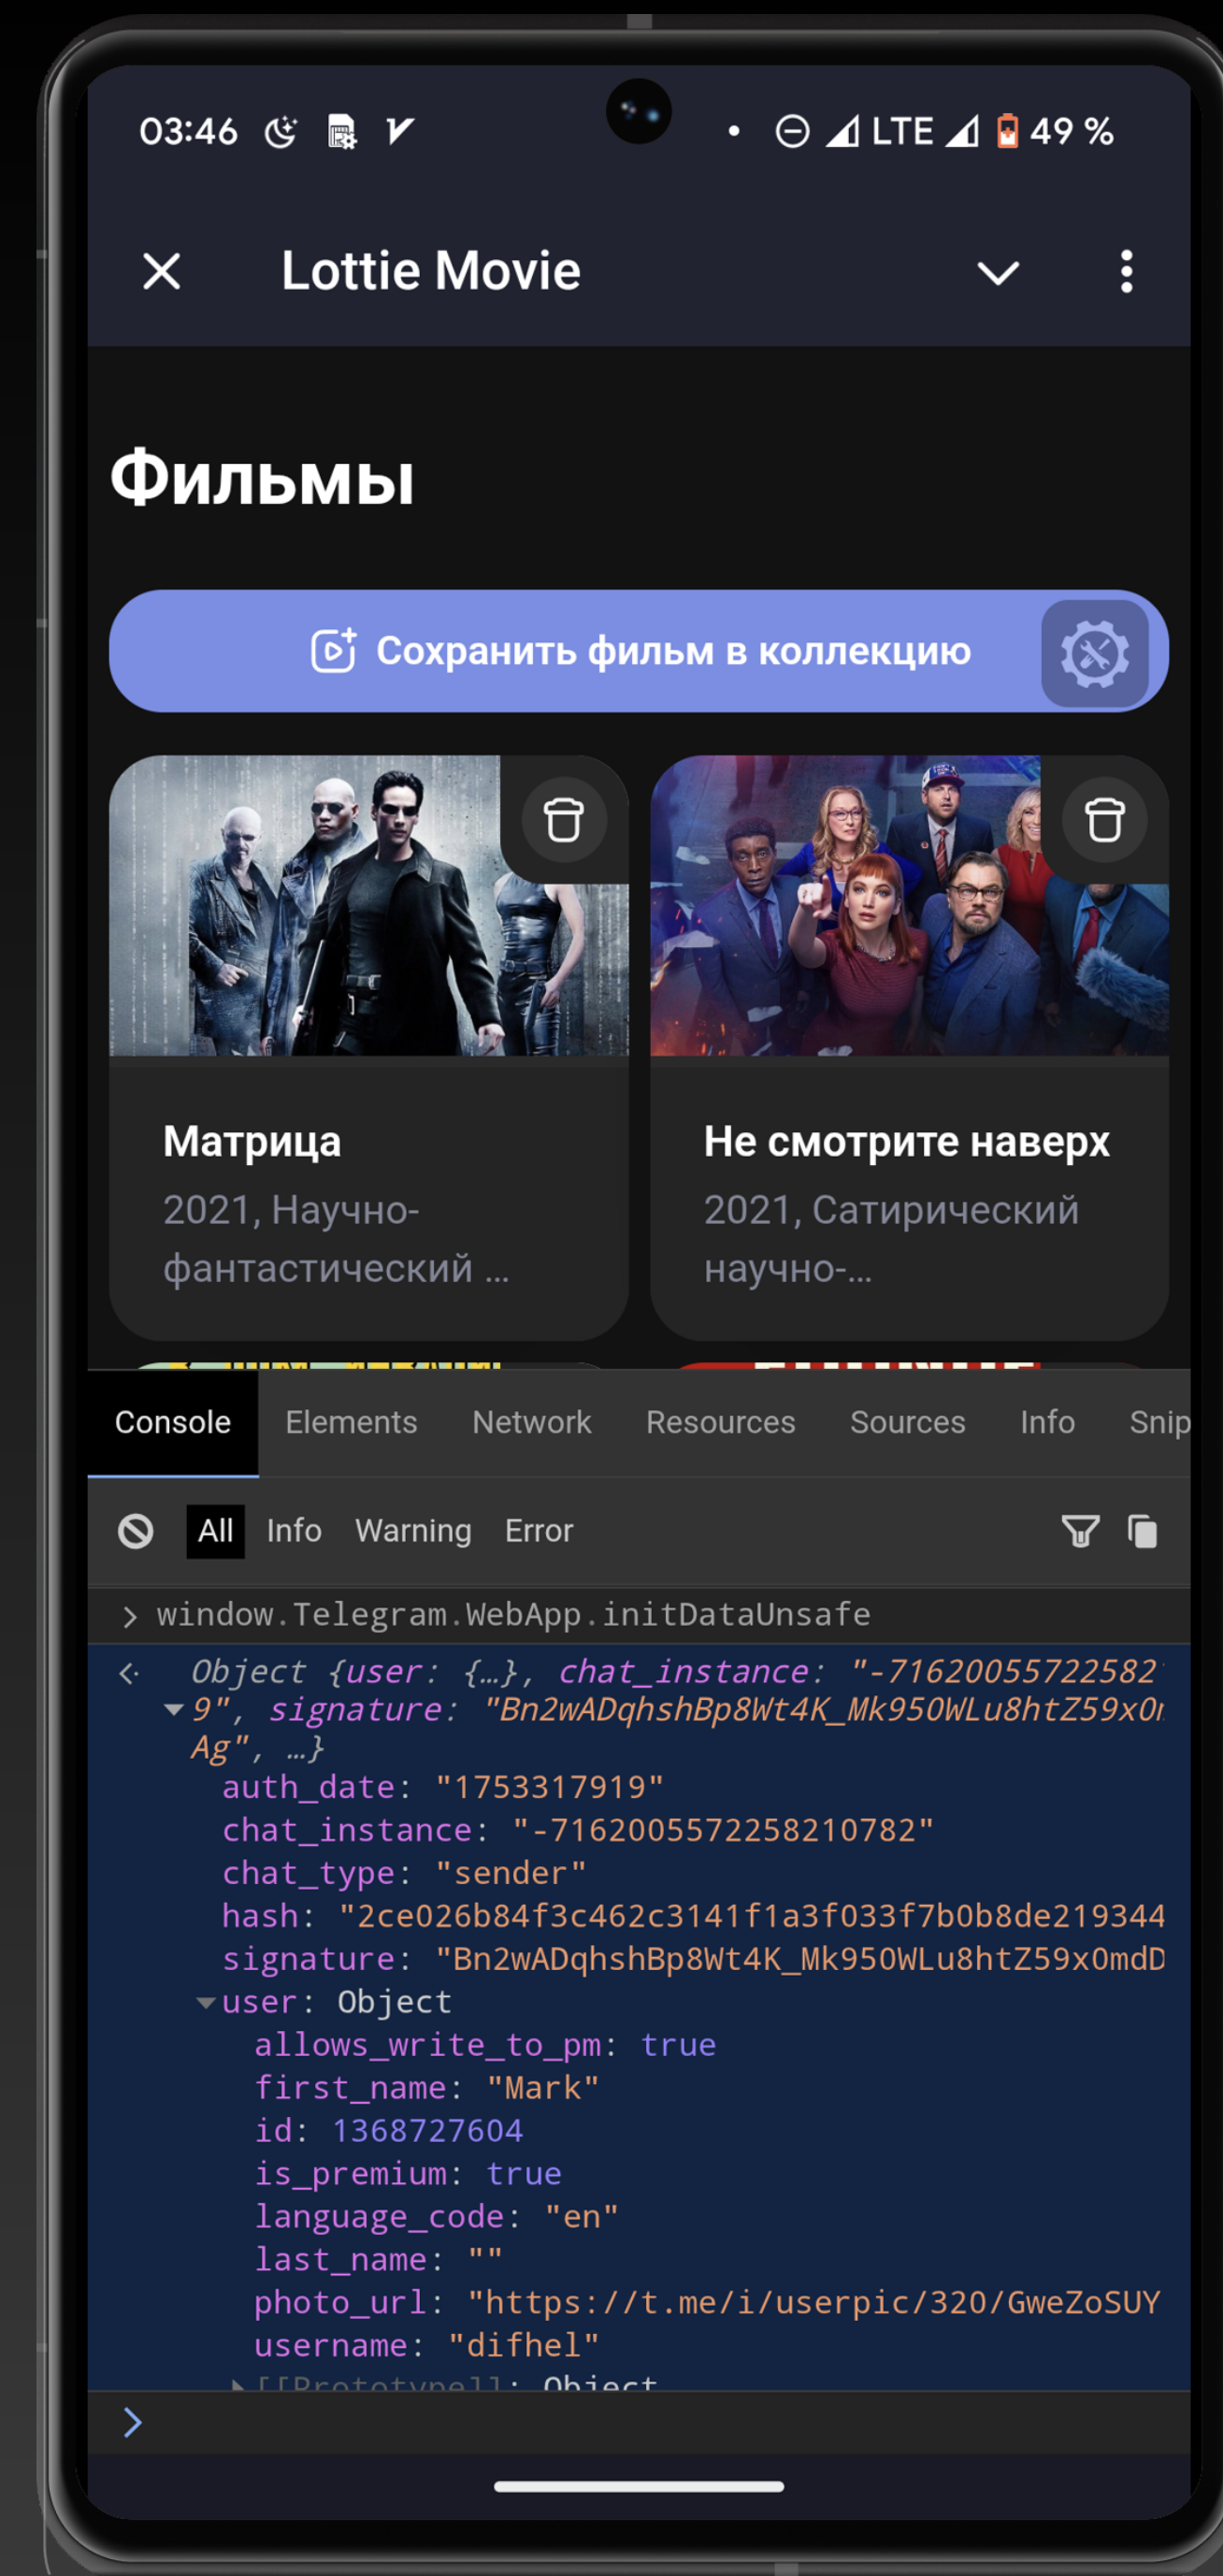 03:46 LTE 49 %
Lottie Movie
Фильмы
Сохранить фильм в коллекцию
Матрица
2021, Научно-
фантастический ...
Не смотрите наверх
2021, Сатирический
научно-...
Console Elements Network Resources Sources Info Snip
All Info Warning Error
> window.Telegram.WebApp.initDataUnsafe
Object {user: {…}, chat_instance: "-71620055722582
9", signature: "Bn2wADqhshBp8Wt4K_Mk950WLu8htZ59x0
Ag", …}
auth_date: "1753317919"
chat_instance: "-7162005572258210782"
chat_type: "sender"
hash: "2ce026b84f3c462c3141f1a3f033f7b0b8de219344
signature: "Bn2wADqhshBp8Wt4K_Mk950WLu8htZ59x0mdD
user: Object
allows_write_to_pm: true
first_name: "Mark"
id: 1368727604
is_premium: true
language_code: "en"
last_name: ""
photo_url: "https://t.me/i/userpic/320/GweZoSUY
username: "difhel"
[[Prototype]]: Object
>